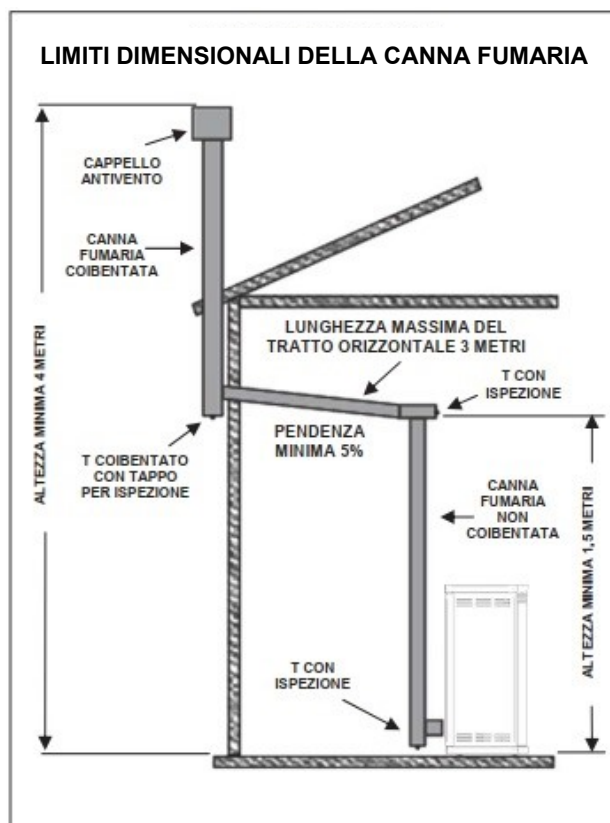 LIMITI DIMENSIONALI DELLA CANNA FUMARIA
CAPPELLO
ANTIVENTO
CANNA
FUMARIA
COIBENTATA
ALTEZZA MINIMA 4 METRI
LUNGHEZZA MASSIMA DEL
TRATTO ORIZZONTALE 3 METRI
T CON
ISPEZIONE
PENDENZA
MINIMA 5%
T COIBENTATO
CON TAPPO
PER ISPEZIONE
CANNA
FUMARIA
NON
COIBENTATA
ALTEZZA MINIMA 1,5 METRI
T CON
ISPEZIONE